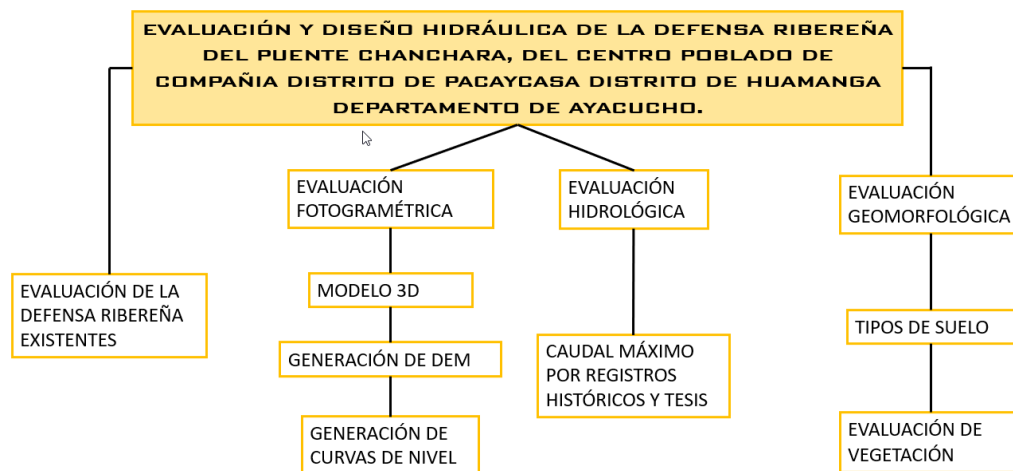 EVALUACIÓN Y DISEÑO HIDRÁULICA DE LA DEFENSA RIBEREÑA
DEL PUENTE CHANCHARA, DEL CENTRO POBLADO DE
COMPAÑIA DISTRITO DE PACAYCASA DISTRITO DE HUAMANGA
DEPARTAMENTO DE AYACUCHO.
EVALUACIÓN DE LA
DEFENSA RIBEREÑA
EXISTENTES
EVALUACIÓN
FOTOGRAMÉTRICA
MODELO 3D
GENERACIÓN DE DEM
GENERACIÓN DE
CURVAS DE NIVEL
EVALUACIÓN
HIDROLÓGICA
CAUDAL MÁXIMO
POR REGISTROS
HISTÓRICOS Y TESIS
EVALUACIÓN
GEOMORFOLÓGICA
TIPOS DE SUELO
EVALUACIÓN DE
VEGETACIÓN